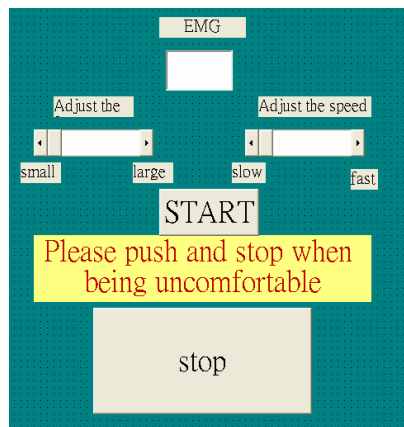 EMG
Adjust the
Adjust the speed
small
large
slow
fast
START
Please push and stop when
being uncomfortable
stop